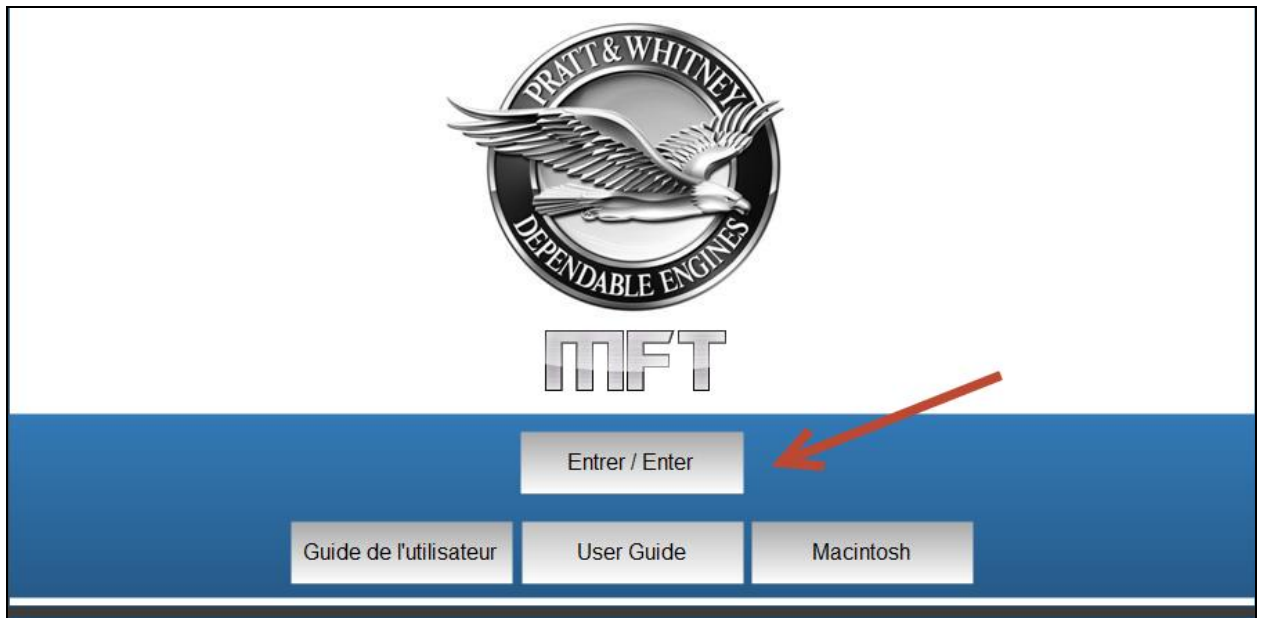 PRATT & WHITNEY
DEPENDABLE ENGINES
MFT
Entrer / Enter
Guide de l'utilisateur
User Guide
Macintosh